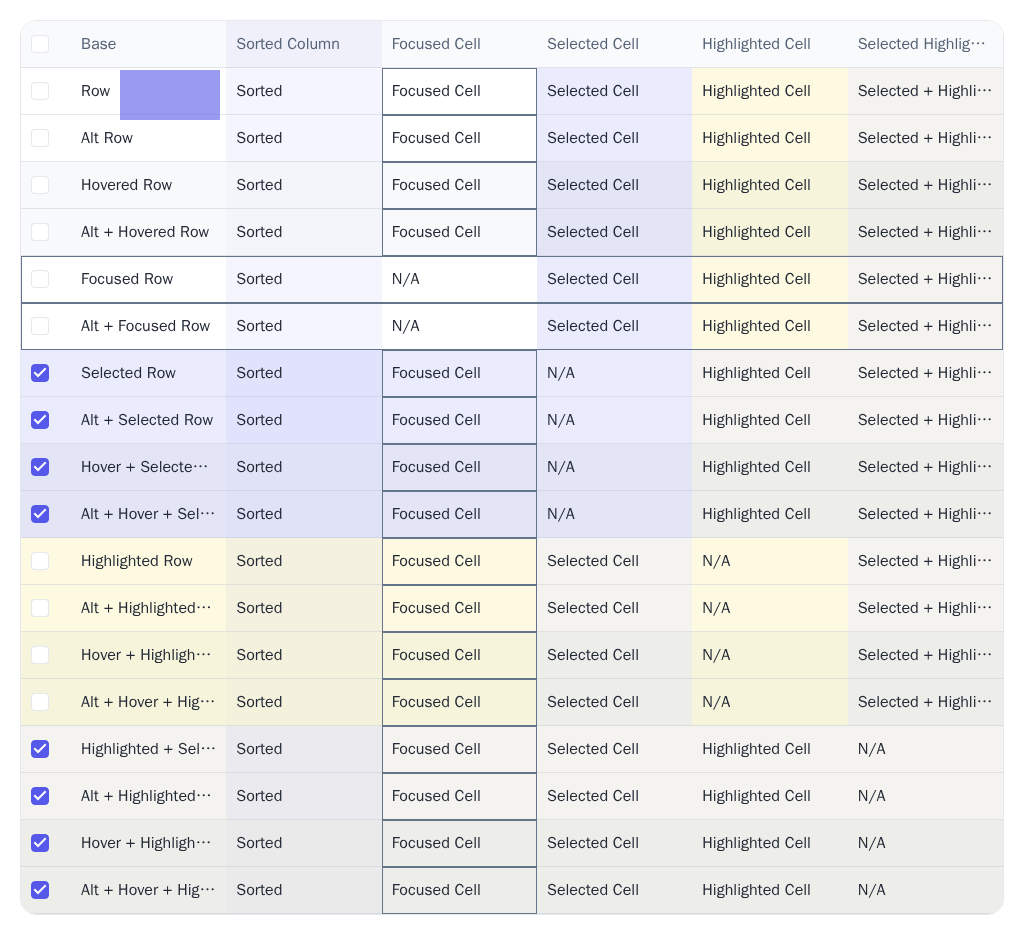 Base Sorted Column Focused Cell Selected Cell Highlighted Cell Selected Highlig···
Row Sorted Focused Cell Selected Cell Highlighted Cell Selected + Highli···
Alt Row Sorted Focused Cell Selected Cell Highlighted Cell Selected + Highli···
Hovered Row Sorted Focused Cell Selected Cell Highlighted Cell Selected + Highli···
Alt + Hovered Row Sorted Focused Cell Selected Cell Highlighted Cell Selected + Highli···
Focused Row Sorted N/A Selected Cell Highlighted Cell Selected + Highli···
Alt + Focused Row Sorted N/A Selected Cell Highlighted Cell Selected + Highli···
Selected Row Sorted Focused Cell N/A Highlighted Cell Selected + Highli···
Alt + Selected Row Sorted Focused Cell N/A Highlighted Cell Selected + Highli···
Hover + Selecte··· Sorted Focused Cell N/A Highlighted Cell Selected + Highli···
Alt + Hover + Sel··· Sorted Focused Cell N/A Highlighted Cell Selected + Highli···
Highlighted Row Sorted Focused Cell Selected Cell N/A Selected + Highli···
Alt + Highlighted··· Sorted Focused Cell Selected Cell N/A Selected + Highli···
Hover + Highligh··· Sorted Focused Cell Selected Cell N/A Selected + Highli···
Alt + Hover + Hig··· Sorted Focused Cell Selected Cell N/A Selected + Highli···
Highlighted + Sel··· Sorted Focused Cell Selected Cell Highlighted Cell N/A
Alt + Highlighted··· Sorted Focused Cell Selected Cell Highlighted Cell N/A
Hover + Highligh··· Sorted Focused Cell Selected Cell Highlighted Cell N/A
Alt + Hover + Hig··· Sorted Focused Cell Selected Cell Highlighted Cell N/A